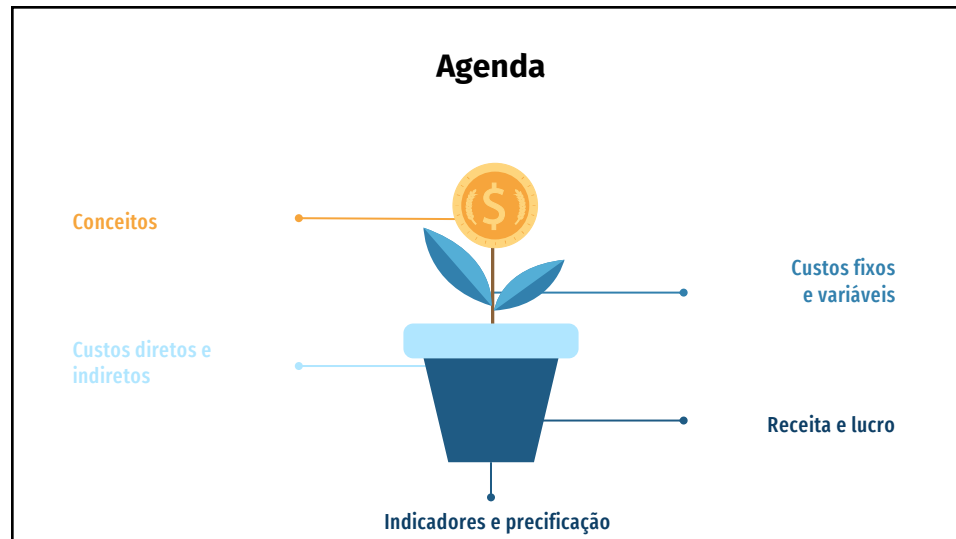 Agenda
Conceitos
Custos fixos
e variáveis
Custos diretos e
indiretos
Receita e lucro
Indicadores e precificação
$